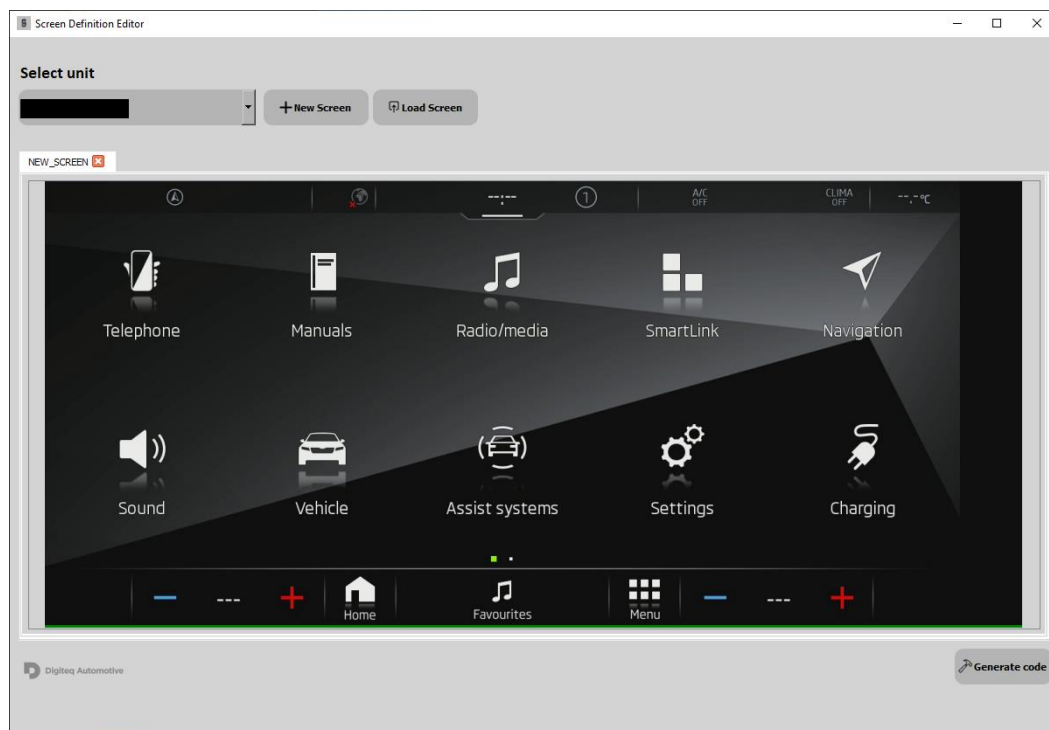 Screen Definition Editor
Select unit
New Screen
Load Screen
NEW_SCREEN
--:--
1
A/C
OFF
CLIMA
OFF
--.-°C
Telephone
Manuals
Radio/media
SmartLink
Navigation
Sound
Vehicle
Assist systems
Settings
Charging
---
Home
Favourites
Menu
---
Digiteq Automotive
Generate code